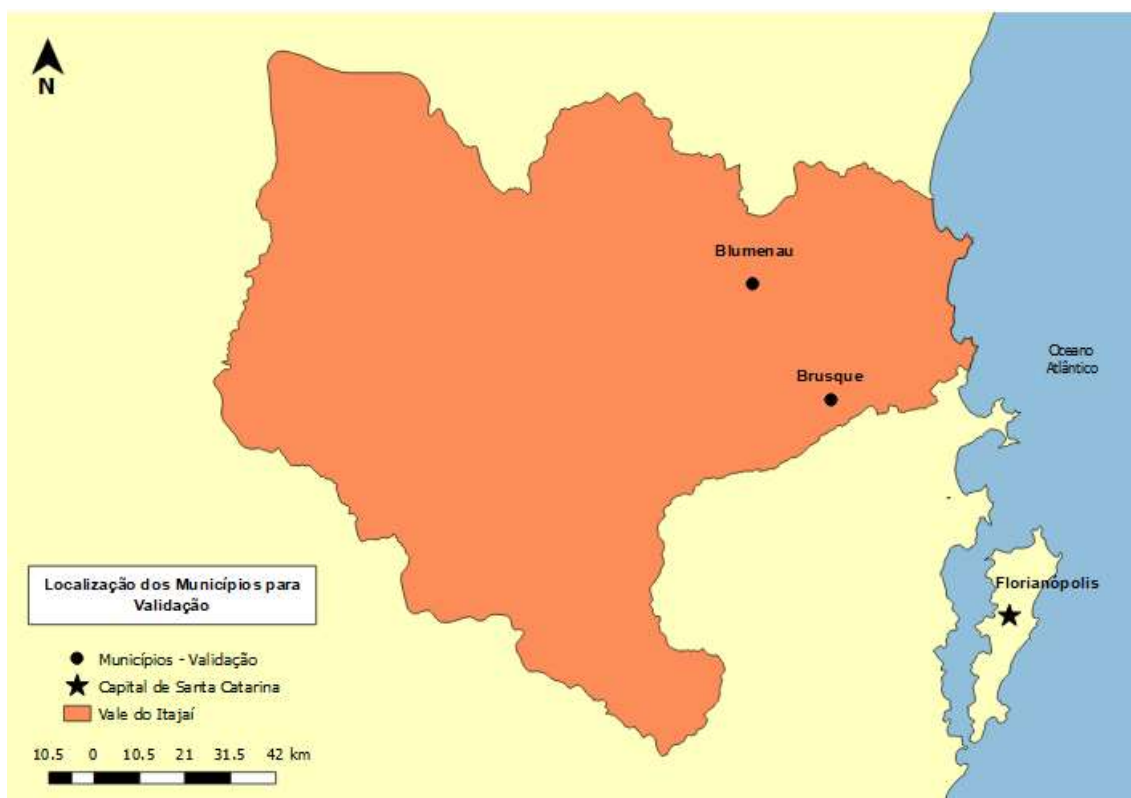 N
Blumenau
Oceano
Atlântico
Brusque
Florianópolis
Localização dos Municípios para
Validação
Municípios - Validação
Capital de Santa Catarina
Vale do Itajaí
10.5 0 10.5 21 31.5 42 km